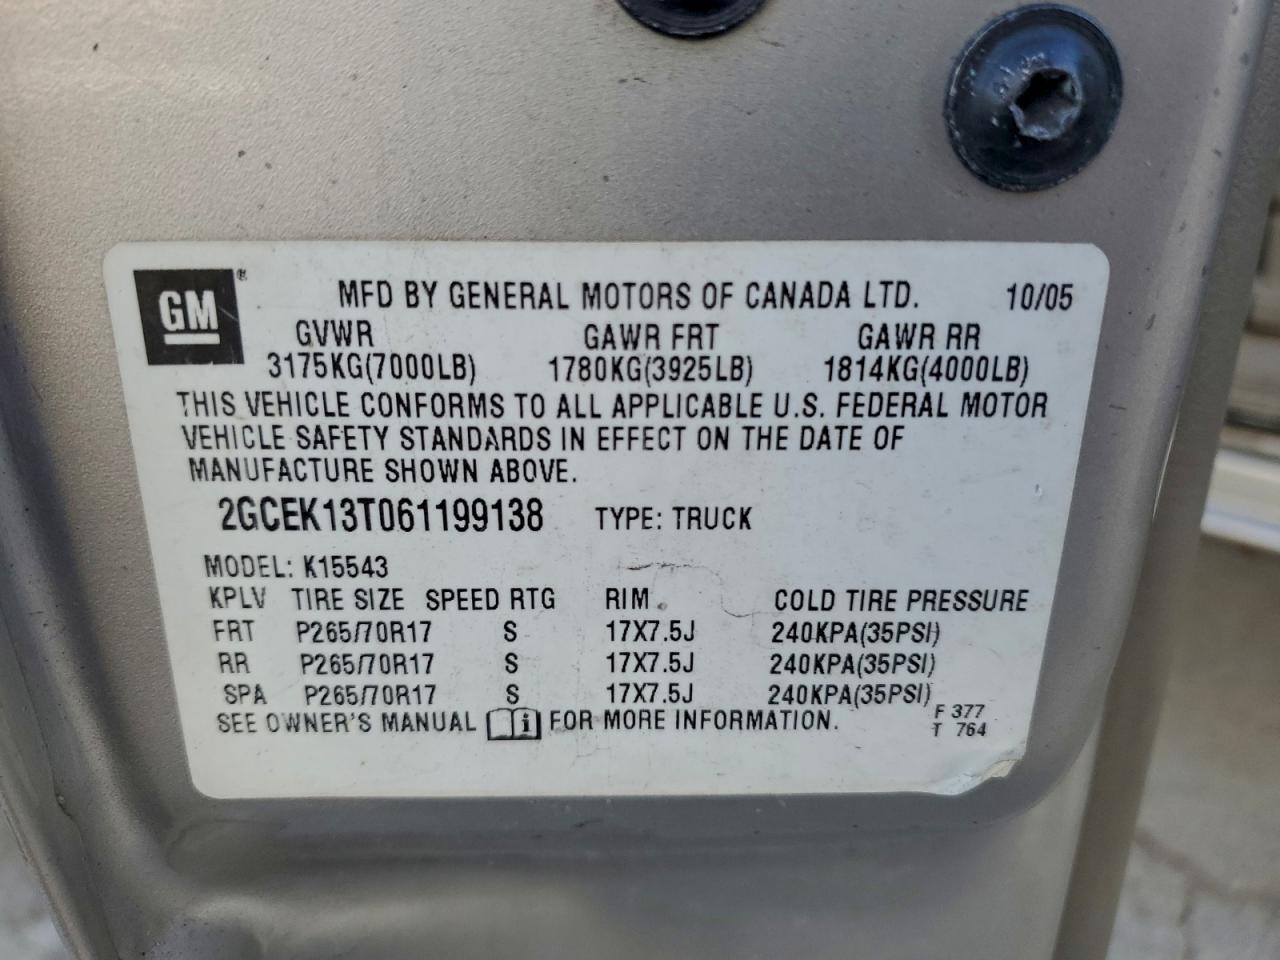 GM ®
MFD BY GENERAL MOTORS OF CANADA LTD. 10/05
GVWR GAWR FRT GAWR RR
3175KG(7000LB) 1780KG(3925LB) 1814KG(4000LB)
THIS VEHICLE CONFORMS TO ALL APPLICABLE U.S. FEDERAL MOTOR
VEHICLE SAFETY STANDARDS IN EFFECT ON THE DATE OF
MANUFACTURE SHOWN ABOVE.
2GCEK13T061199138 TYPE: TRUCK
MODEL: K15543
KPLV TIRE SIZE SPEED RTG RIM COLD TIRE PRESSURE
FRT P265/70R17 S 17X7.5J 240KPA(35PSI)
RR P265/70R17 S 17X7.5J 240KPA(35PSI)
SPA P265/70R17 S 17X7.5J 240KPA(35PSI)
SEE OWNER'S MANUAL i FOR MORE INFORMATION.
F 377
T 764